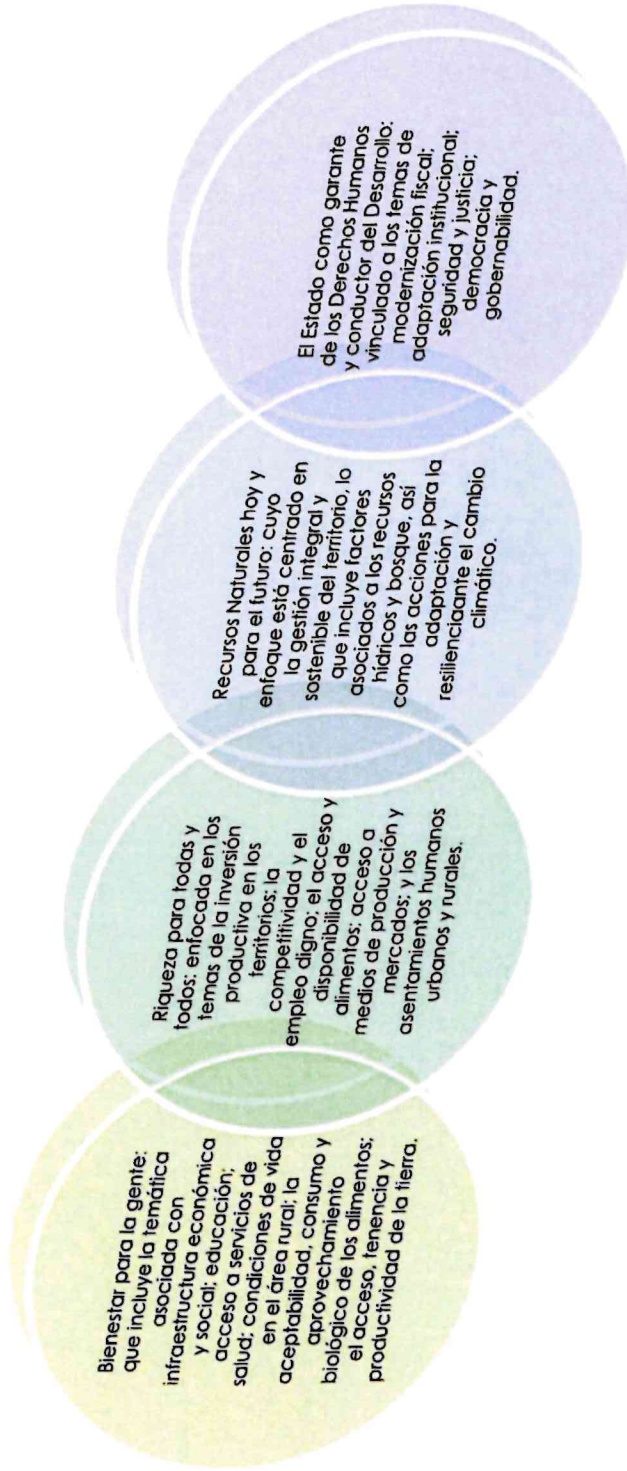 Bienestar para la gente:
que incluye la temática
asociada con
infraestructura económica
y social; educación;
acceso a servicios de
salud; condiciones de vida
en el área rural; la
aceptabilidad, consumo y
aprovechamiento
biológico de los alimentos;
el acceso, tenencia y
productividad de la tierra.
Riqueza para todas y
todos: enfocada en los
temas de la inversión
productiva en los
territorios; la
competitividad y el
empleo digno; el acceso y
disponibilidad de
alimentos; acceso a
medios de producción y
mercados; y los
asentamientos humanos
urbanos y rurales.
Recursos Naturales hoy y
para el futuro: cuyo
enfoque está centrado en
la gestión integral y
sostenible del territorio, lo
que incluye factores
asociados a los recursos
hídricos y bosque, así
como las acciones para la
adaptación y
resilienciaante el cambio
climático.
El Estado como garante
de los Derechos Humanos
y conductor del Desarrollo:
vinculado a los temas de
modernización fiscal;
adaptación institucional;
seguridad y justicia;
democracia y
gobernabilidad.